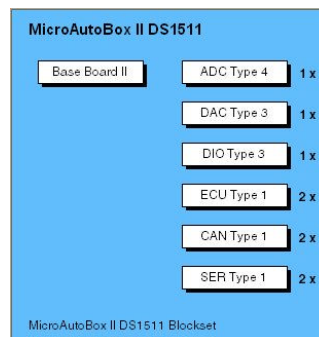 MicroAutoBox II DS1511
Base Board II
ADC Type 4 1 x
DAC Type 3 1 x
DIO Type 3 1 x
ECU Type 1 2 x
CAN Type 1 2 x
SER Type 1 2 x
MicroAutoBox II DS1511 Blockset